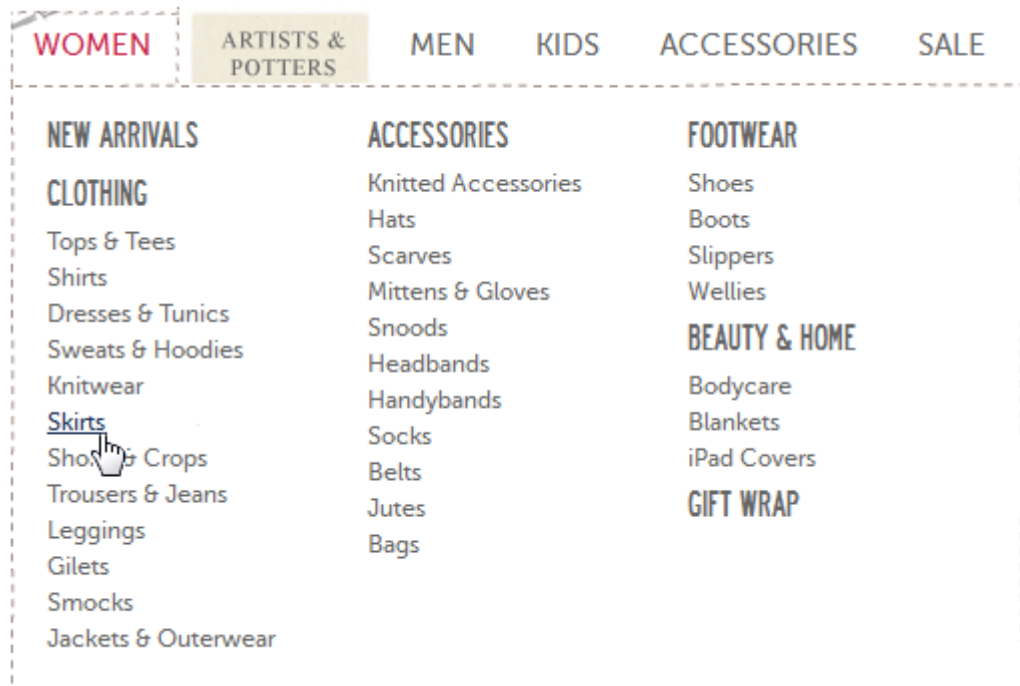 WOMEN
ARTISTS &
POTTERS
MEN
KIDS
ACCESSORIES
SALE
NEW ARRIVALS
CLOTHING
Tops & Tees
Shirts
Dresses & Tunics
Sweats & Hoodies
Knitwear
Skirts
& Crops
Trousers & Jeans
Leggings
Gilets
Smocks
Jackets & Outerwear
ACCESSORIES
Knitted Accessories
Hats
Scarves
Mittens & Gloves
Snoods
Headbands
Handybands
Socks
Belts
Jutes
Bags
FOOTWEAR
Shoes
Boots
Slippers
Wellies
BEAUTY & HOME
Bodycare
Blankets
iPad Covers
GIFT WRAP